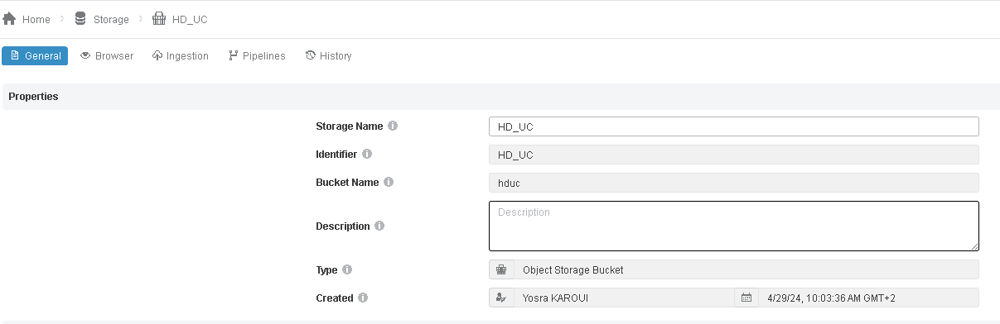 Home > Storage > HD_UC
General Browser Ingestion Pipelines History
Properties
Storage Name HD_UC
Identifier HD_UC
Bucket Name hduc
Description Description
Type Object Storage Bucket
Created Yosra KAROUI 4/29/24, 10:03:36 AM GMT+2